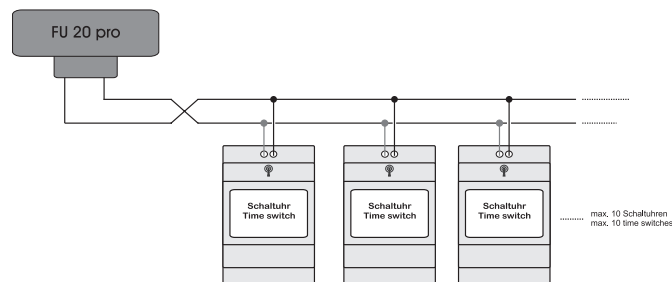 FU 20 pro
Schaltuhr
Time switch
Schaltuhr
Time switch
Schaltuhr
Time switch
max. 10 Schaltuhren
max. 10 time switches